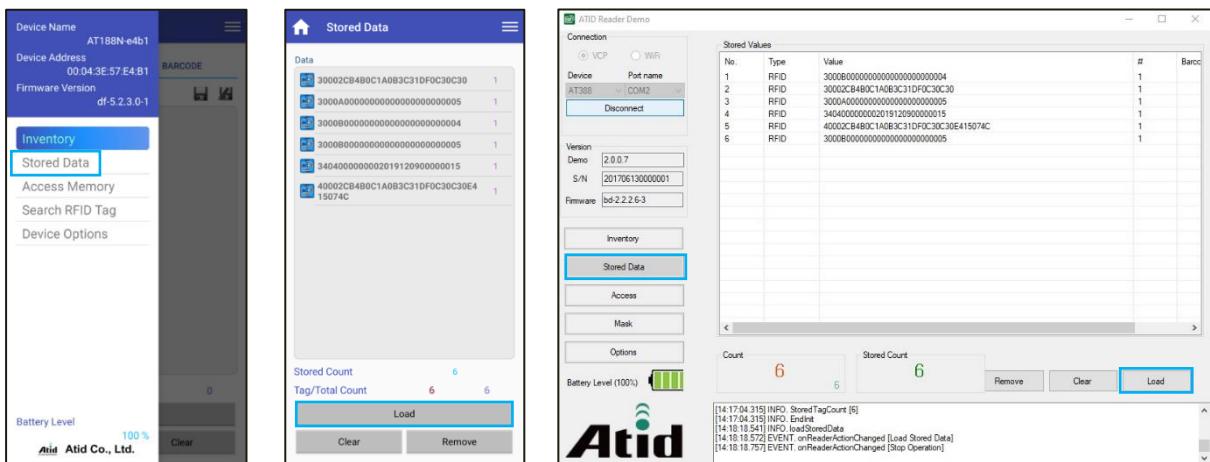 Device Name
AT188N-e4b1
Device Address
00:04:3E:57:E4:B1
Firmware Version
df-5.2.3.0-1
BARCODE
Inventory
Stored Data
Access Memory
Search RFID Tag
Device Options
0
Battery Level
100 %
Clear
Atid Atid Co., Ltd.
Stored Data
Data
30002CB4B0C1A0B3C31DF0C30C30 1
3000A00000000000000000000005 1
3000B00000000000000000000004 1
3000B00000000000000000000005 1
3404000000002019120900000015 1
40002CB4B0C1A0B3C31DF0C30C30E4
15074C 1
Stored Count 6
Tag/Total Count 6 6
Load
Clear Remove
ATID Reader Demo
Connection
VCP WiFi
Device Port name
AT388 COM2
Disconnect
Version
Demo 2.0.0.7
S/N 201706130000001
Firmware bd-2.2.2.6-3
Inventory
Stored Data
Access
Mask
Options
Battery Level (100%)
Atid
Stored Values
No. Type Value # Barcc
1 RFID 3000B00000000000000000000004 1
2 RFID 30002CB4B0C1A0B3C31DF0C30C30 1
3 RFID 3000A00000000000000000000005 1
4 RFID 3404000000002019120900000015 1
5 RFID 40002CB4B0C1A0B3C31DF0C30C30E415074C 1
6 RFID 3000B00000000000000000000005 1
Count
6
6
Stored Count
6
Remove Clear Load
[14:17:04.315] INFO. StoredTagCount [6]
[14:17:04.315] INFO. EndInit
[14:18:18.541] INFO. loadStoredData
[14:18:18.572] EVENT. onReaderActionChanged [Load Stored Data]
[14:18:18.757] EVENT. onReaderActionChanged [Stop Operation]